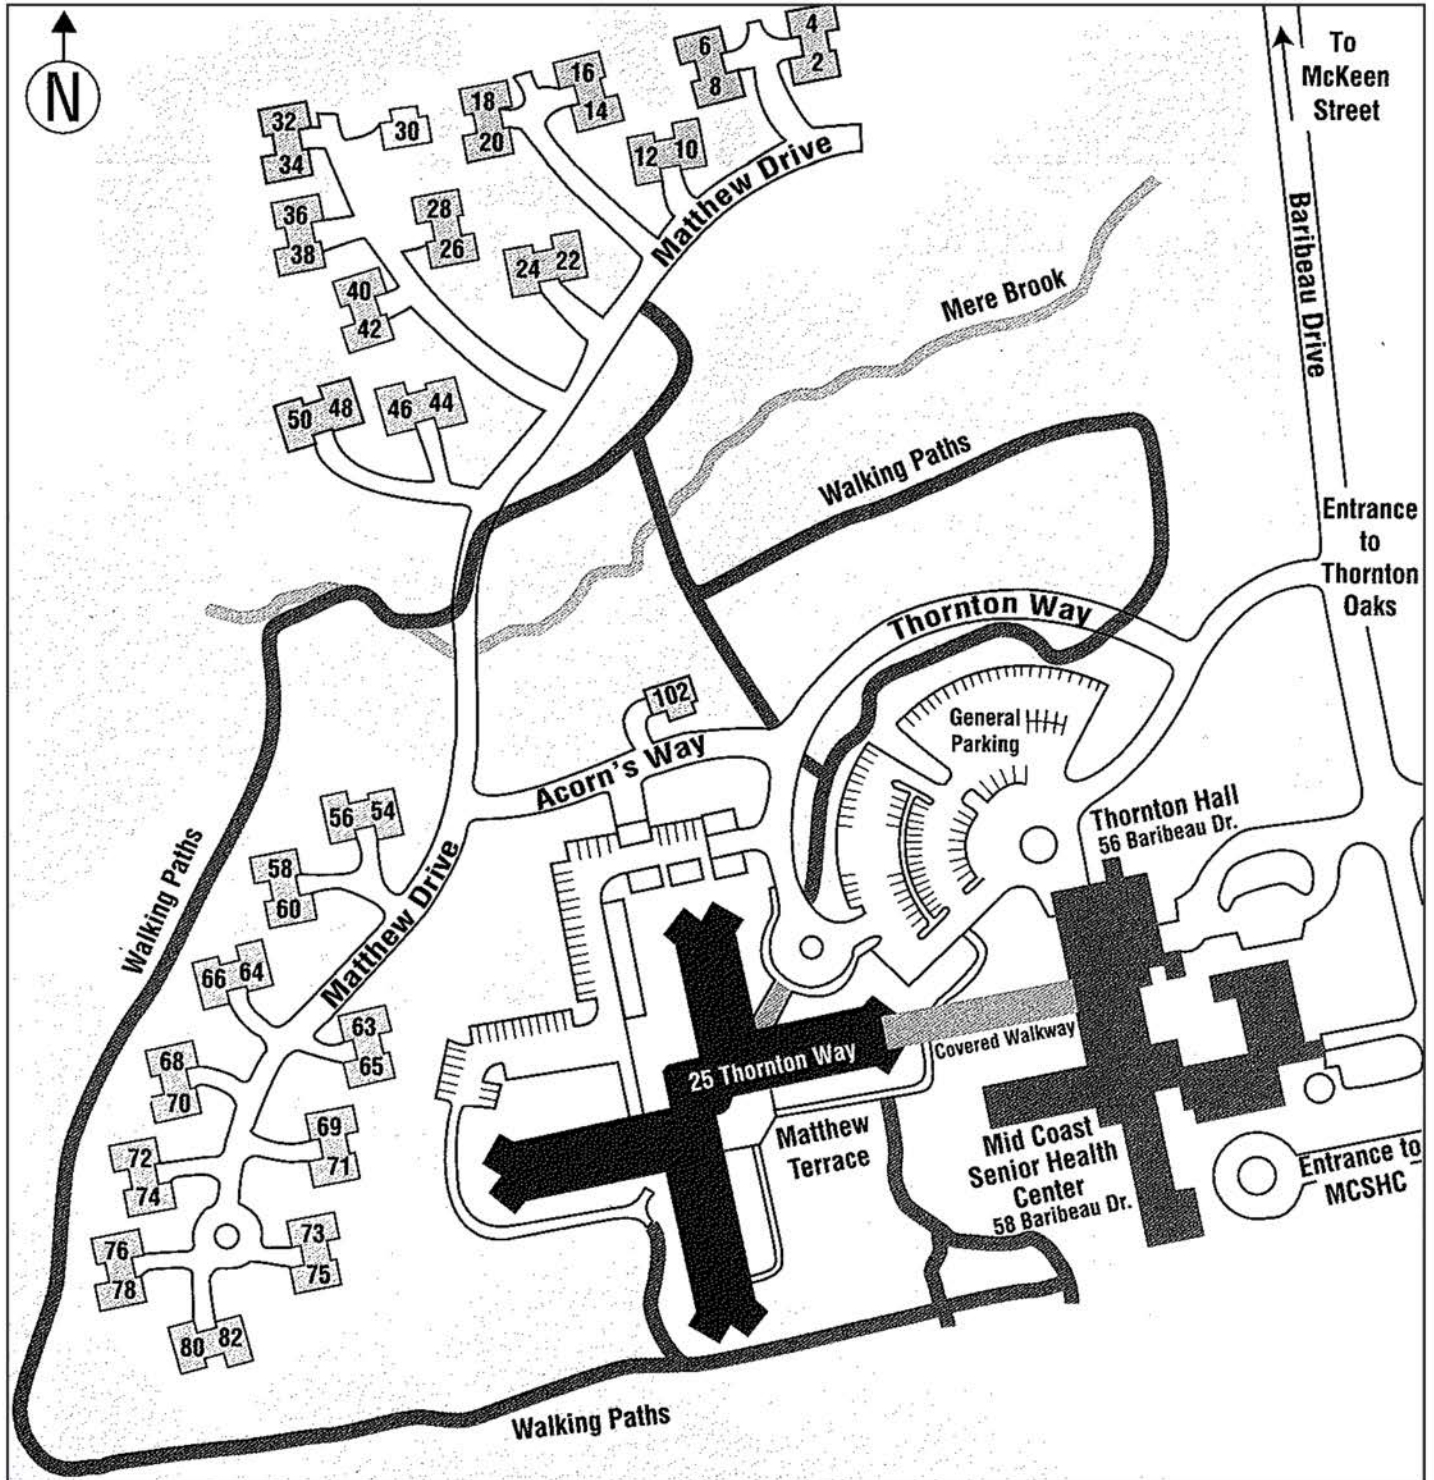 N
4
2
6
8
16
14
18
20
12 10
32
34
30
36
38
28
26
24 22
40
42
50 48
46 44
Matthew Drive
To
McKeen
Street
Baribeau Drive
Mere Brook
Walking Paths
Entrance
to
Thornton
Oaks
Thornton Way
102
General
Parking
Acorn's Way
Thornton Hall
56 Baribeau Dr.
56 54
58
60
Matthew Drive
Walking Paths
66 64
63
65
68
70
69
71
72
74
73
75
76
78
80 82
25 Thornton Way
Covered Walkway
Matthew
Terrace
Mid Coast
Senior Health
Center
58 Baribeau Dr.
Entrance to
MCSHC
Walking Paths